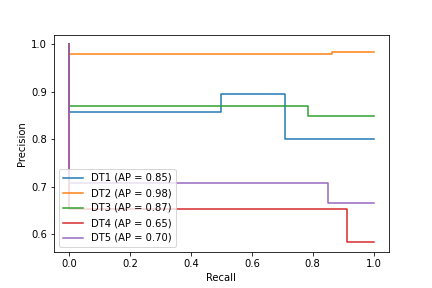 1.0
0.9
0.8
0.7
0.6
Precision
DT1 (AP = 0.85)
DT2 (AP = 0.98)
DT3 (AP = 0.87)
DT4 (AP = 0.65)
DT5 (AP = 0.70)
0.0 0.2 0.4 0.6 0.8 1.0
Recall